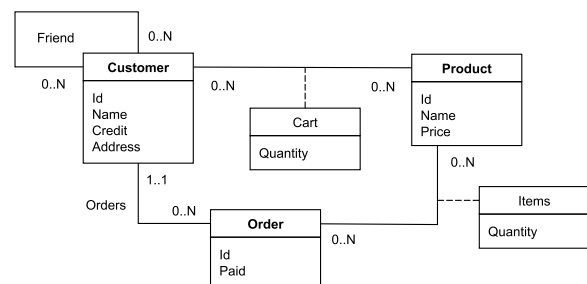 Friend
0..N
0..N
Customer
Id
Name
Credit
Address
0..N
0..N
Product
Id
Name
Price
Cart
Quantity
1..1
0..N
Orders
0..N
Order
Id
Paid
0..N
Items
Quantity